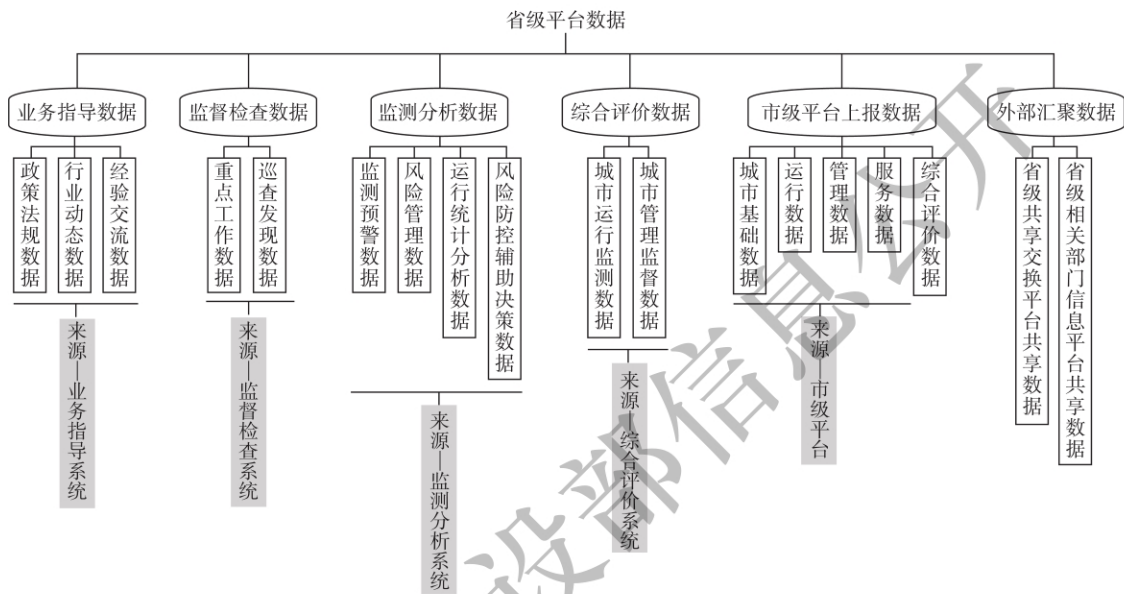 省级平台数据
业务指导数据
监督检查数据
监测分析数据
综合评价数据
市级平台上报数据
外部汇聚数据
政策法规数据
行业动态数据
经验交流数据
重点工作数据
巡查发现数据
监测预警数据
风险管理数据
运行统计分析数据
风险防控辅助决策数据
城市运行监测数据
城市管理监督数据
城市基础数据
运行数据
管理数据
服务数据
综合评价数据
省级共享交换平台共享数据
省级相关部门信息平台共享数据
来源—业务指导系统
来源—监督检查系统
来源—监测分析系统
来源—综合评价系统
来源—市级平台
设部信息公开